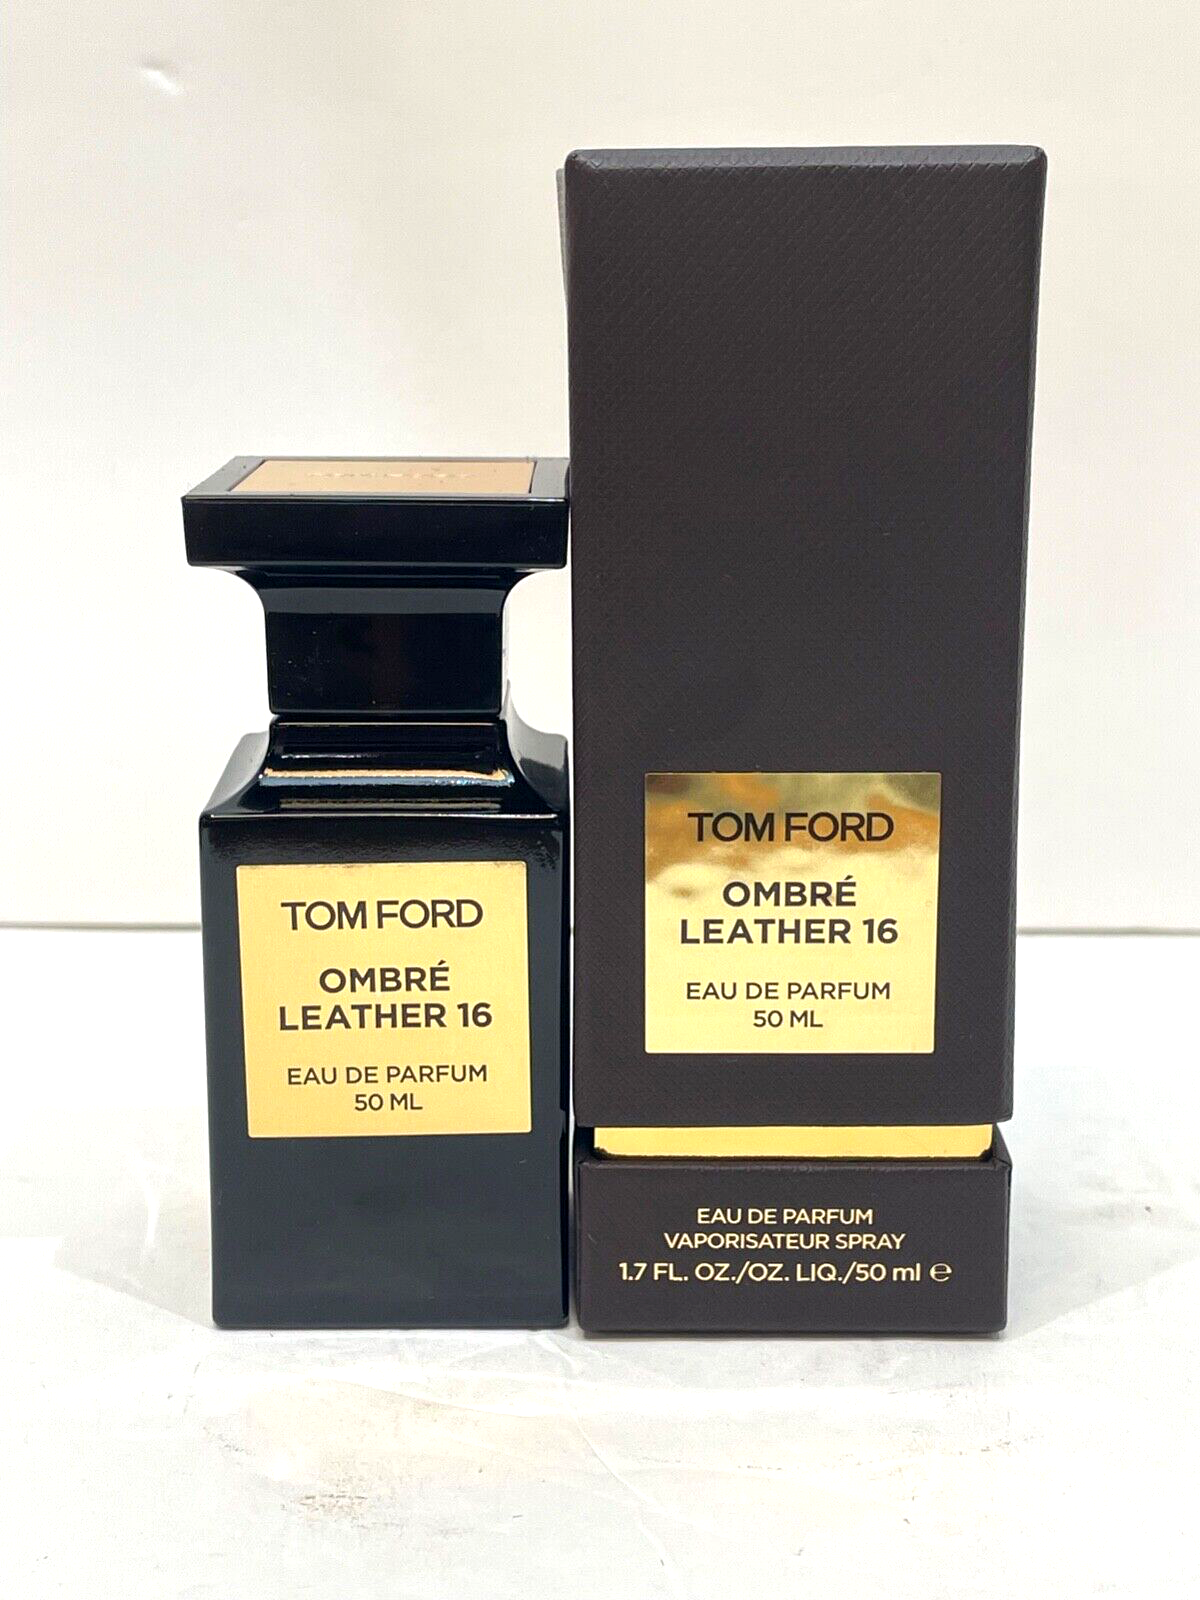 TOM FORD
OMBRÉ
LEATHER 16
EAU DE PARFUM
50 ML
TOM FORD
OMBRÉ
LEATHER 16
EAU DE PARFUM
50 ML
EAU DE PARFUM
VAPORISATEUR SPRAY
1.7 FL. OZ./OZ. LIQ./50 ml ℮